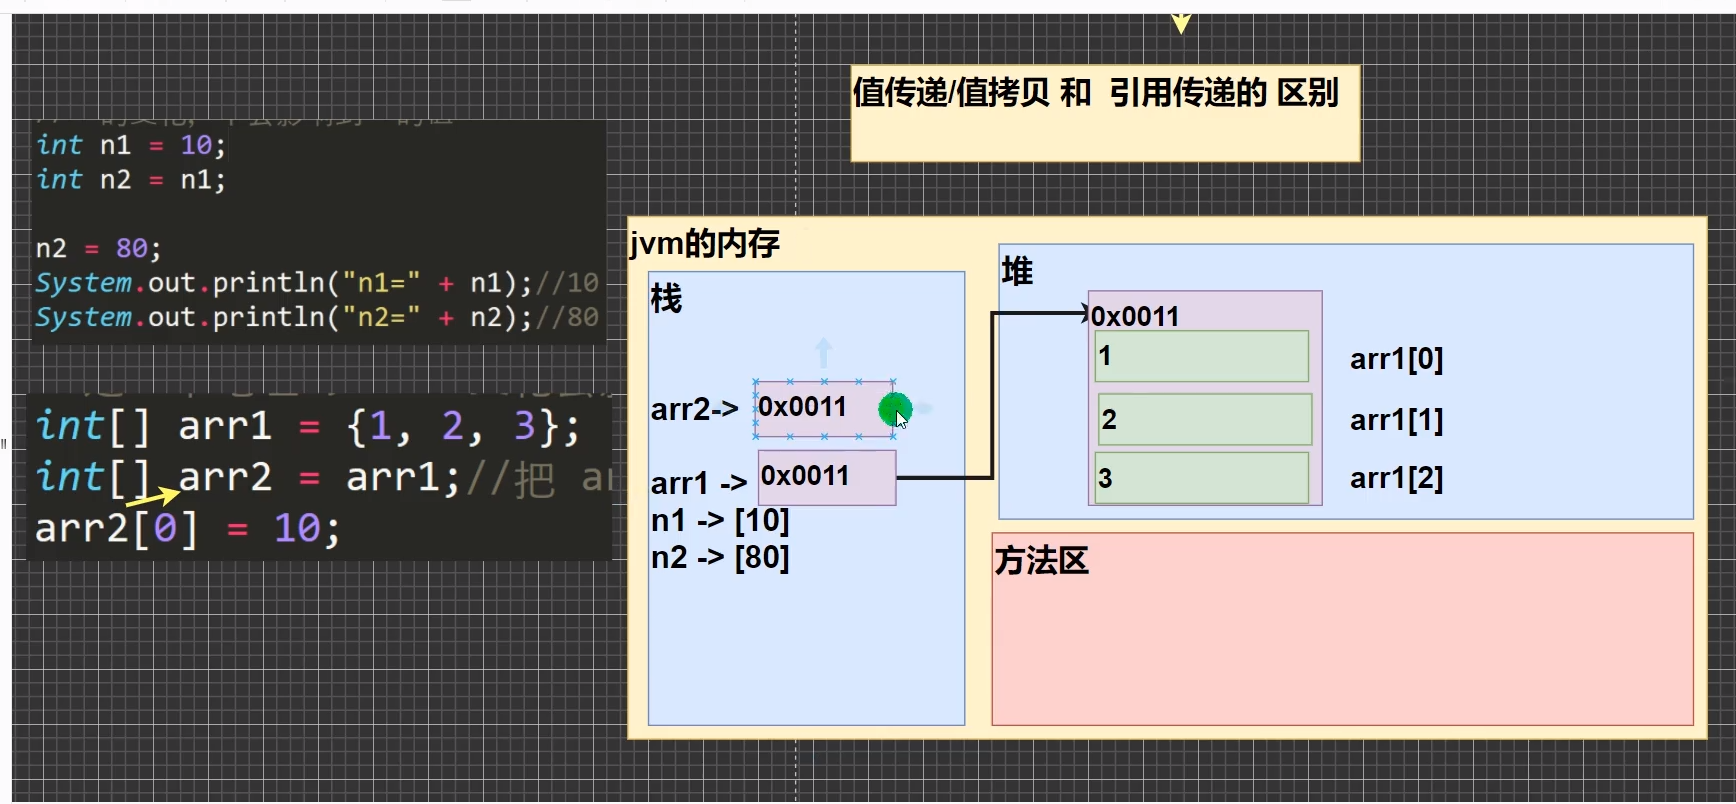 值传递/值拷贝 和 引用传递的 区别
int n1 = 10;
int n2 = n1;
n2 = 80;
System.out.println("n1=" + n1);//10
System.out.println("n2=" + n2);//80
int[] arr1 = {1, 2, 3};
int[] arr2 = arr1;//把
arr2[0] = 10;
jvm的内存
栈
arr2-> 0x0011
arr1 -> 0x0011
n1 -> [10]
n2 -> [80]
堆
0x0011
1 arr1[0]
2 arr1[1]
3 arr1[2]
方法区